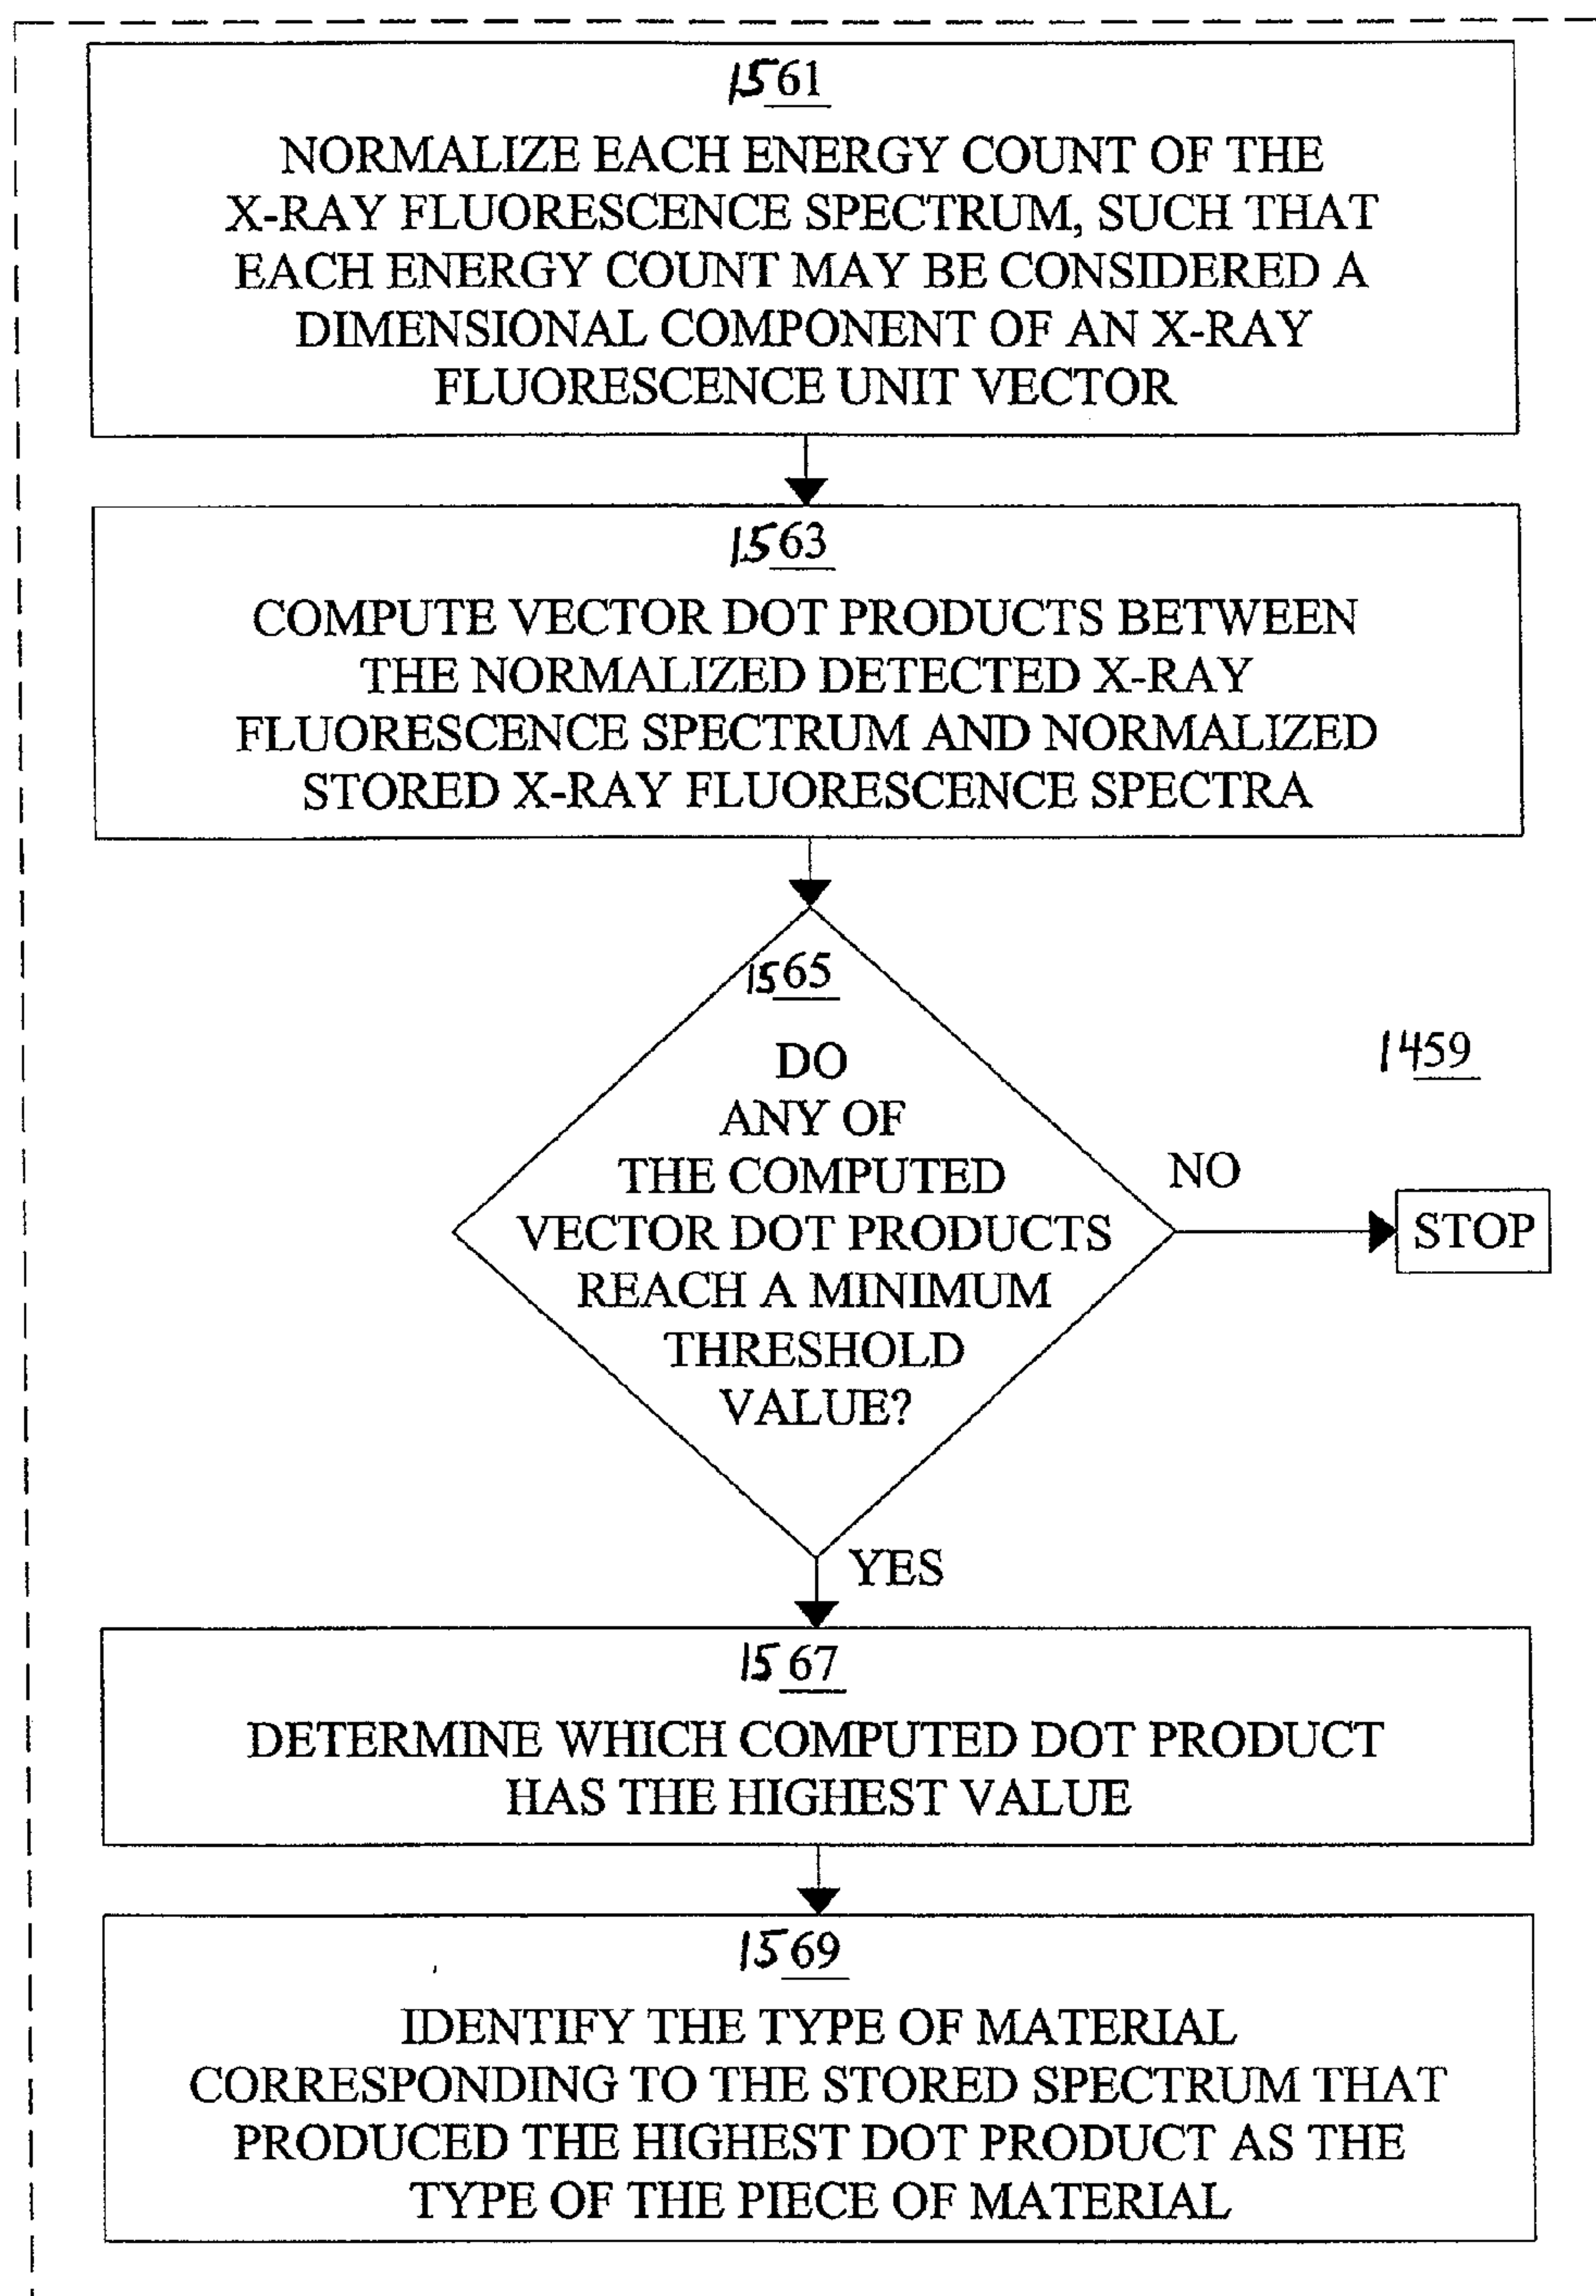 1561
NORMALIZE EACH ENERGY COUNT OF THE
X-RAY FLUORESCENCE SPECTRUM, SUCH THAT
EACH ENERGY COUNT MAY BE CONSIDERED A
DIMENSIONAL COMPONENT OF AN X-RAY
FLUORESCENCE UNIT VECTOR
1563
COMPUTE VECTOR DOT PRODUCTS BETWEEN
THE NORMALIZED DETECTED X-RAY
FLUORESCENCE SPECTRUM AND NORMALIZED
STORED X-RAY FLUORESCENCE SPECTRA
1565
DO
ANY OF
THE COMPUTED
VECTOR DOT PRODUCTS
REACH A MINIMUM
THRESHOLD
VALUE?
1459
NO
STOP
YES
1567
DETERMINE WHICH COMPUTED DOT PRODUCT
HAS THE HIGHEST VALUE
1569
IDENTIFY THE TYPE OF MATERIAL
CORRESPONDING TO THE STORED SPECTRUM THAT
PRODUCED THE HIGHEST DOT PRODUCT AS THE
TYPE OF THE PIECE OF MATERIAL